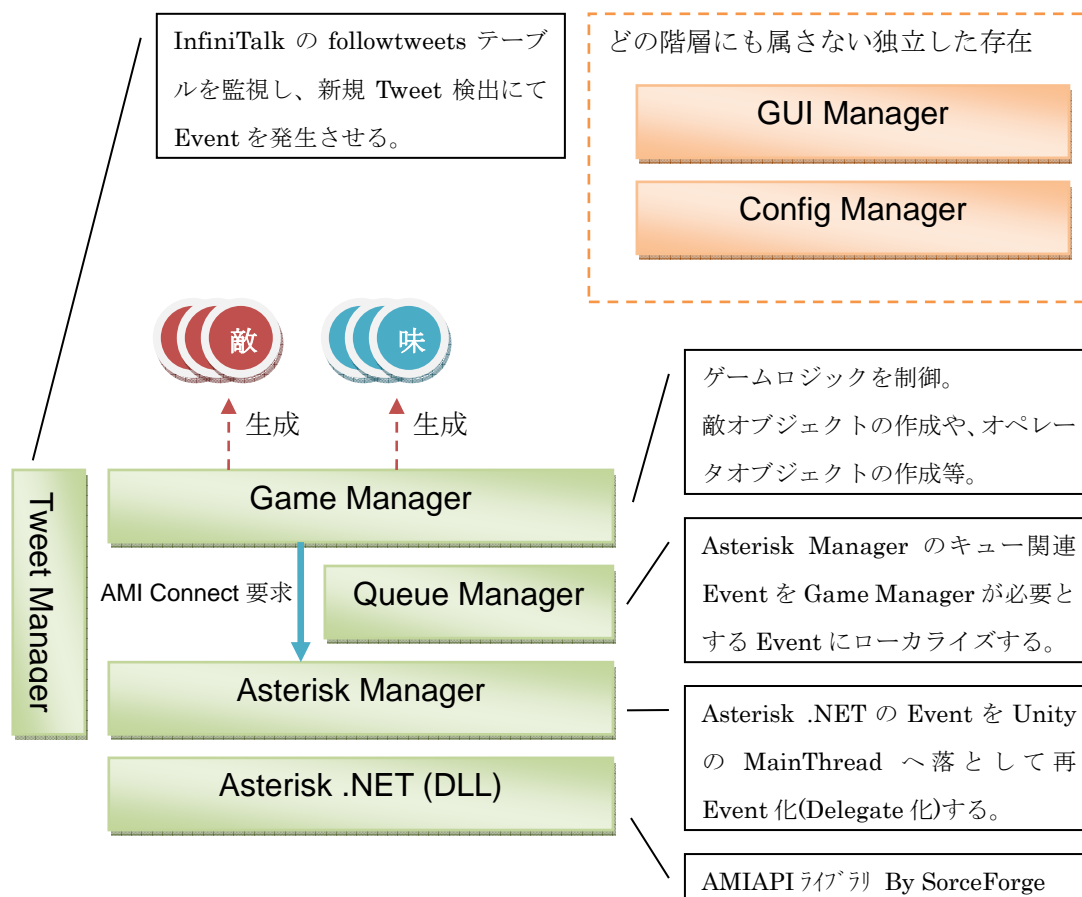 InfiniTalk の followtweets テーブ
ルを監視し、新規 Tweet 検出にて
Event を発生させる。
どの階層にも属さない独立した存在
GUI Manager
Config Manager
敵
味
生成
生成
ゲームロジックを制御。
敵オブジェクトの作成や、オペレー
タオブジェクトの作成等。
Tweet Manager
Game Manager
AMI Connect 要求
Queue Manager
Asterisk Manager のキュー関連
Event を Game Manager が必要と
する Event にローカライズする。
Asterisk Manager
Asterisk .NET の Event を Unity
の MainThread へ落として再
Event 化(Delegate 化)する。
Asterisk .NET (DLL)
AMIAPI ﾗｲﾌﾞﾗﾘ By SorceForge